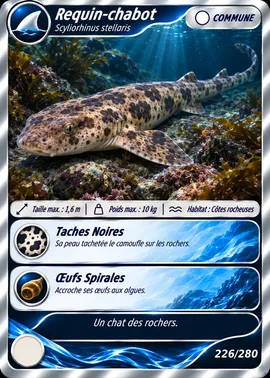 Requin-chabot
Scyliorhinus stellaris
COMMUNE
Taille max. : 1,6 m | Poids max. : 10 kg | Habitat : Côtes rocheuses
Taches Noires
Sa peau tachetée le camoufle sur les rochers.
Œufs Spirales
Accroche ses œufs aux algues.
Un chat des rochers.
226/280